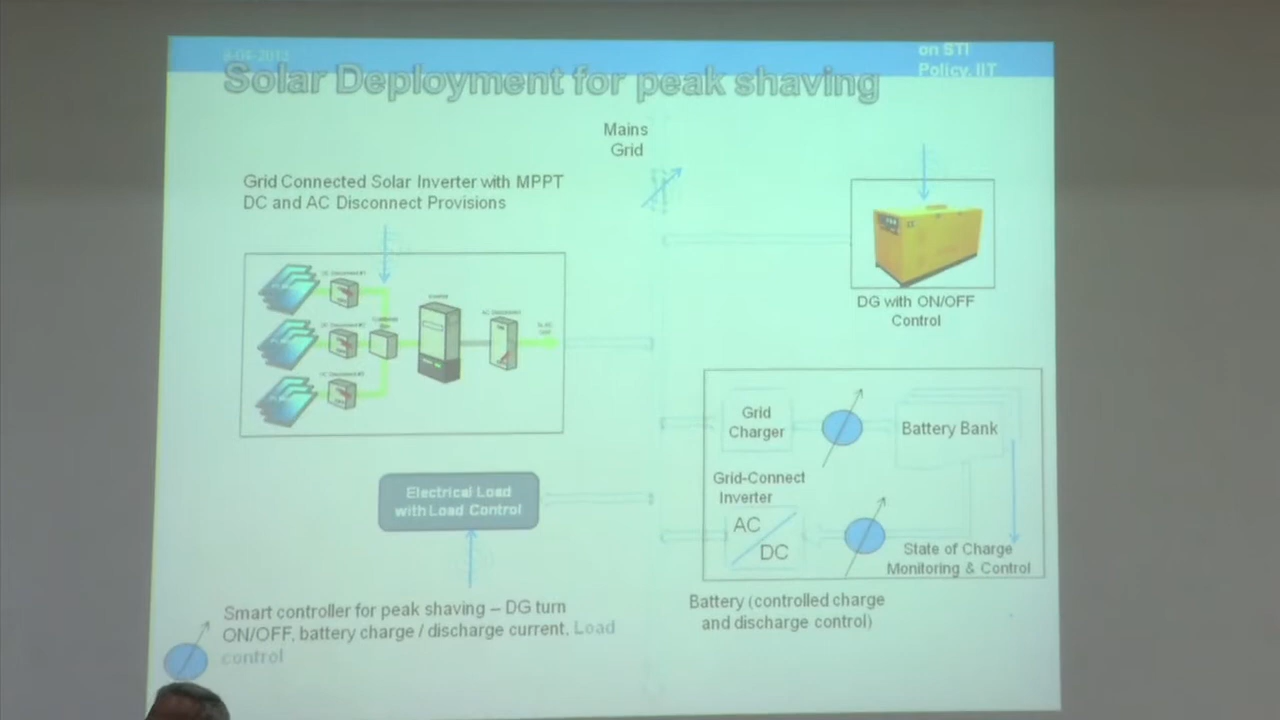 on STI
Policy, IIT
Solar Deployment for peak shaving
Mains
Grid
Grid Connected Solar Inverter with MPPT
DC and AC Disconnect Provisions
DG with ON/OFF
Control
Grid
Charger
Battery Bank
Grid-Connect
Inverter
AC
DC
State of Charge
Monitoring & Control
Electrical Load
with Load Control
Battery (controlled charge
and discharge control)
Smart controller for peak shaving – DG turn
ON/OFF, battery charge / discharge current, Load
control